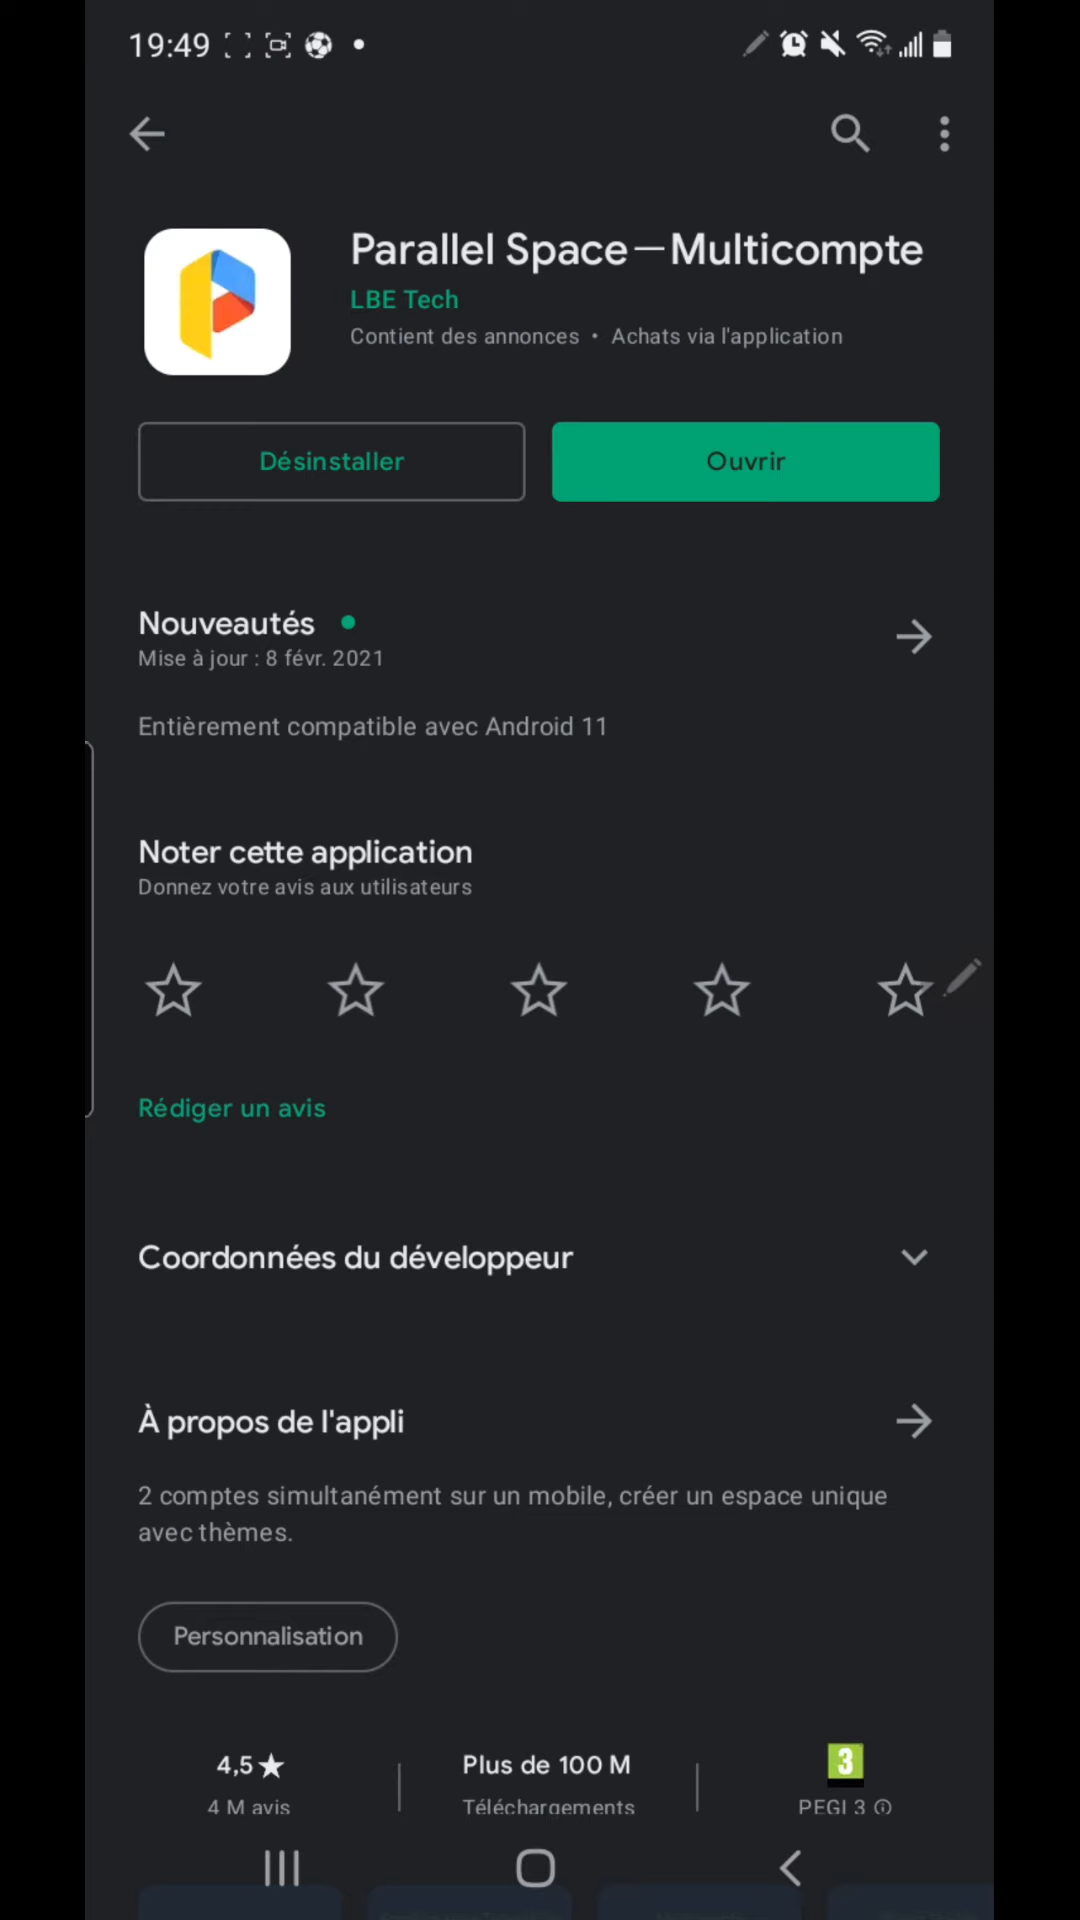 19:49
Parallel Space—Multicompte
LBE Tech
Contient des annonces • Achats via l'application
Désinstaller
Ouvrir
Nouveautés
Mise à jour : 8 févr. 2021
Entièrement compatible avec Android 11
Noter cette application
Donnez votre avis aux utilisateurs
Rédiger un avis
Coordonnées du développeur
À propos de l'appli
2 comptes simultanément sur un mobile, créer un espace unique
avec thèmes.
Personnalisation
4,5★
Plus de 100 M
3
4 M avis
Téléchargements
PEGI 3